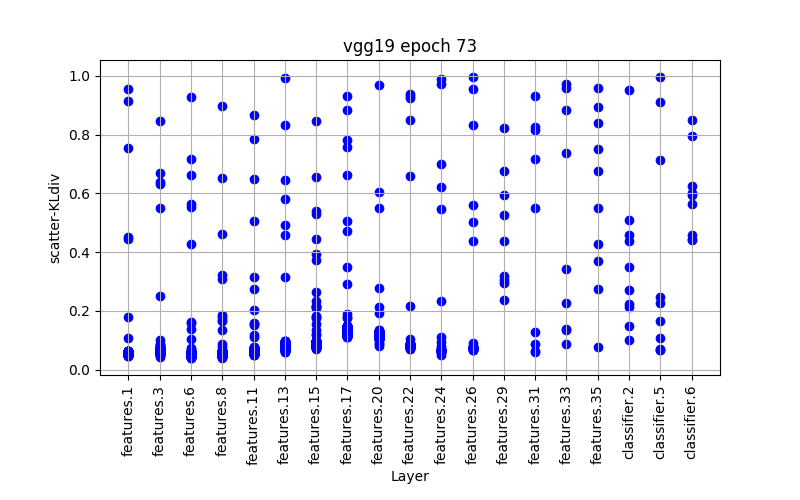 vgg19 epoch 73
scatter-KLdiv
1.0
0.8
0.6
0.4
0.2
0.0
features.1
features.3
features.6
features.8
features.11
features.13
features.15
features.17
features.20
features.22
features.24
features.26
features.29
features.31
features.33
features.35
classifier.2
classifier.5
classifier.6
Layer